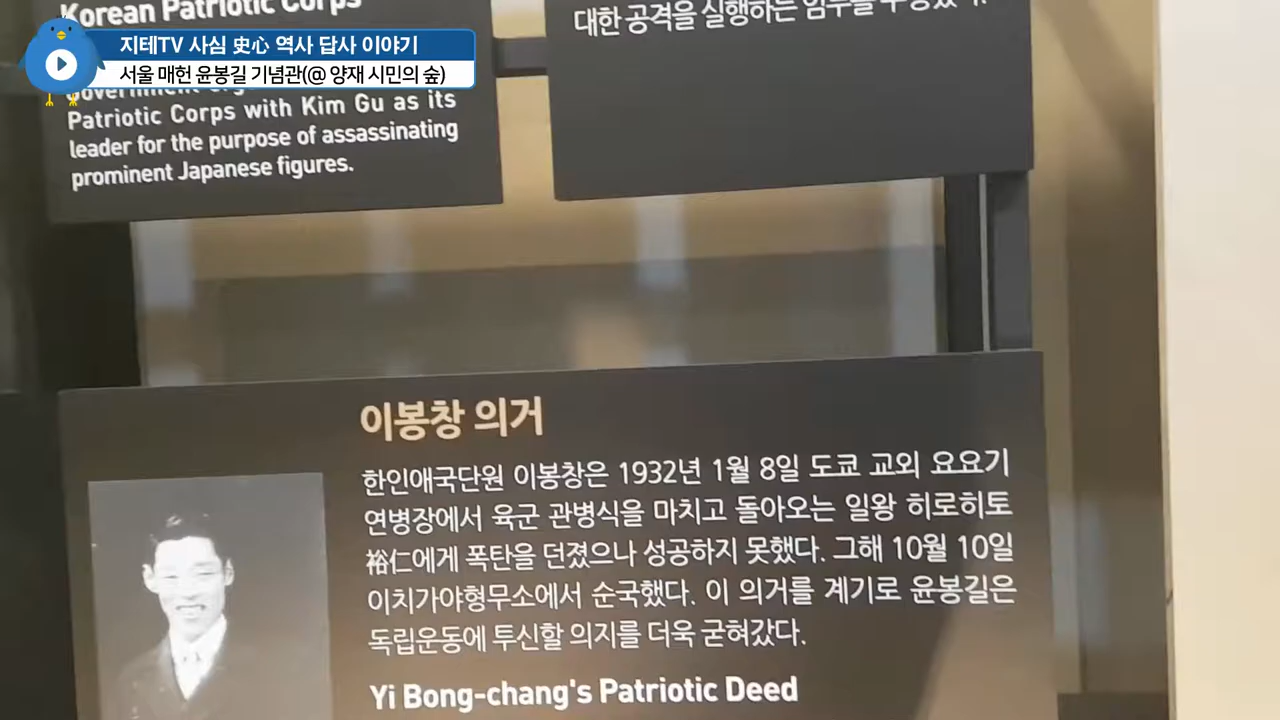 지테TV 사심 史心 역사 답사 이야기
서울 매헌 윤봉길 기념관(@ 양재 시민의 숲)
Korean Patriotic Corps
Patriotic Corps with Kim Gu as its
leader for the purpose of assassinating
prominent Japanese figures.
대한 공격을 실행하는 임무를
이봉창 의거
한인애국단원 이봉창은 1932년 1월 8일 도쿄 교외 요요기
연병장에서 육군 관병식을 마치고 돌아오는 일왕 히로히토
裕仁에게 폭탄을 던졌으나 성공하지 못했다. 그해 10월 10일
이치가야형무소에서 순국했다. 이 의거를 계기로 윤봉길은
독립운동에 투신할 의지를 더욱 굳혀갔다.
Yi Bong-chang's Patriotic Deed